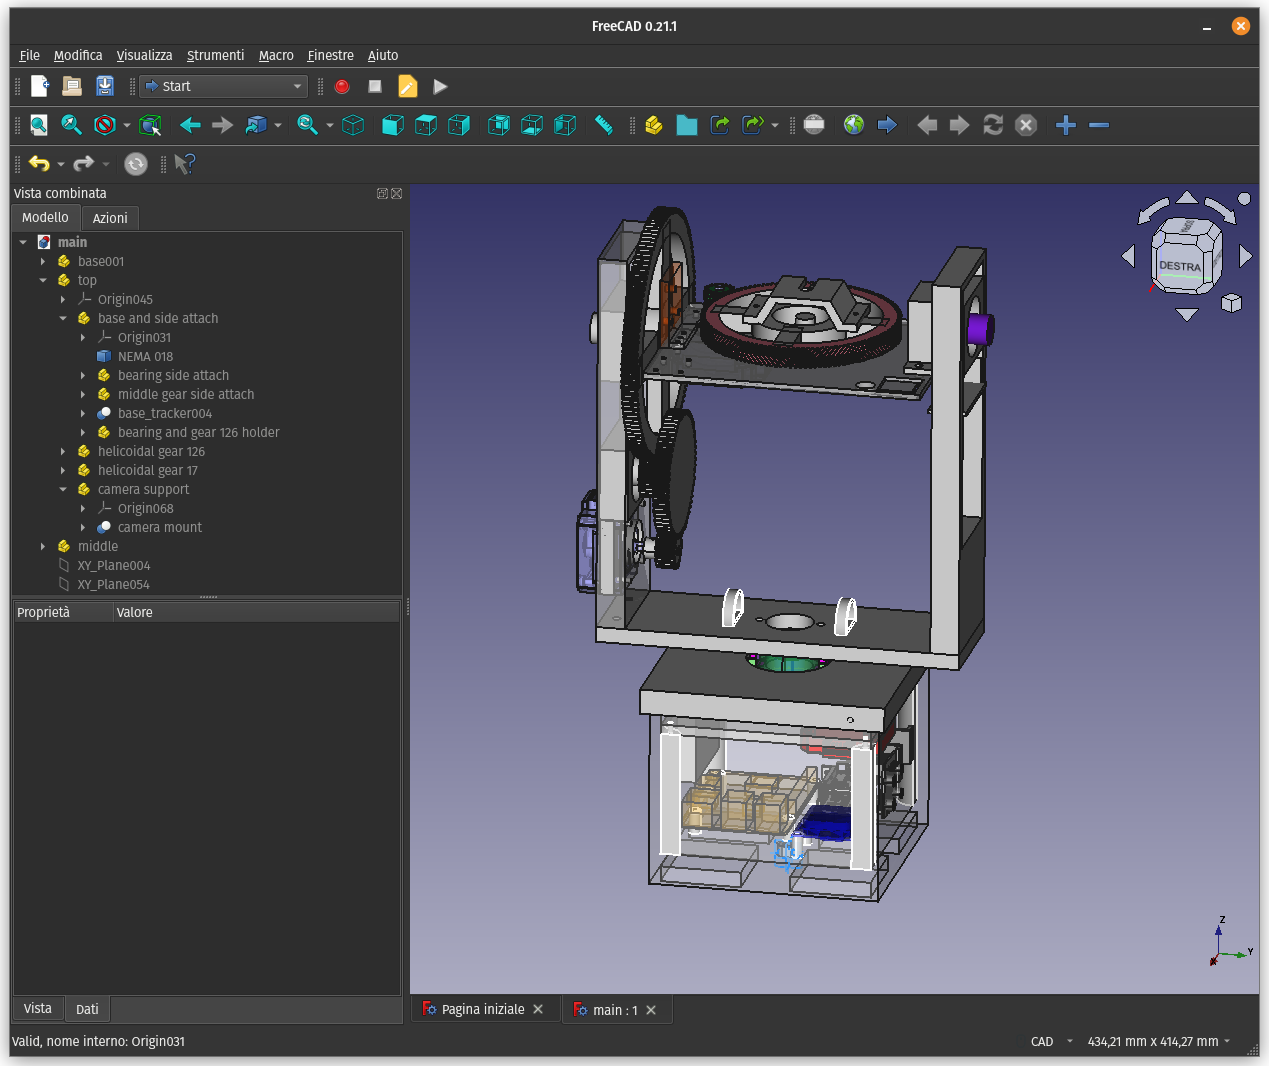 FreeCAD 0.21.1
File Modifica Visualizza Strumenti Macro Finestre Aiuto
Start
Vista combinata
Modello Azioni
main
base001
top
Origin045
base and side attach
Origin031
NEMA 018
bearing side attach
middle gear side attach
base_tracker004
bearing and gear 126 holder
helicoidal gear 126
helicoidal gear 17
camera support
Origin068
camera mount
middle
XY_Plane004
XY_Plane054
Proprietà Valore
DESTRA
Z
Y
Vista Dati
Pagina iniziale main : 1
Valid, nome interno: Origin031
CAD 434,21 mm x 414,27 mm